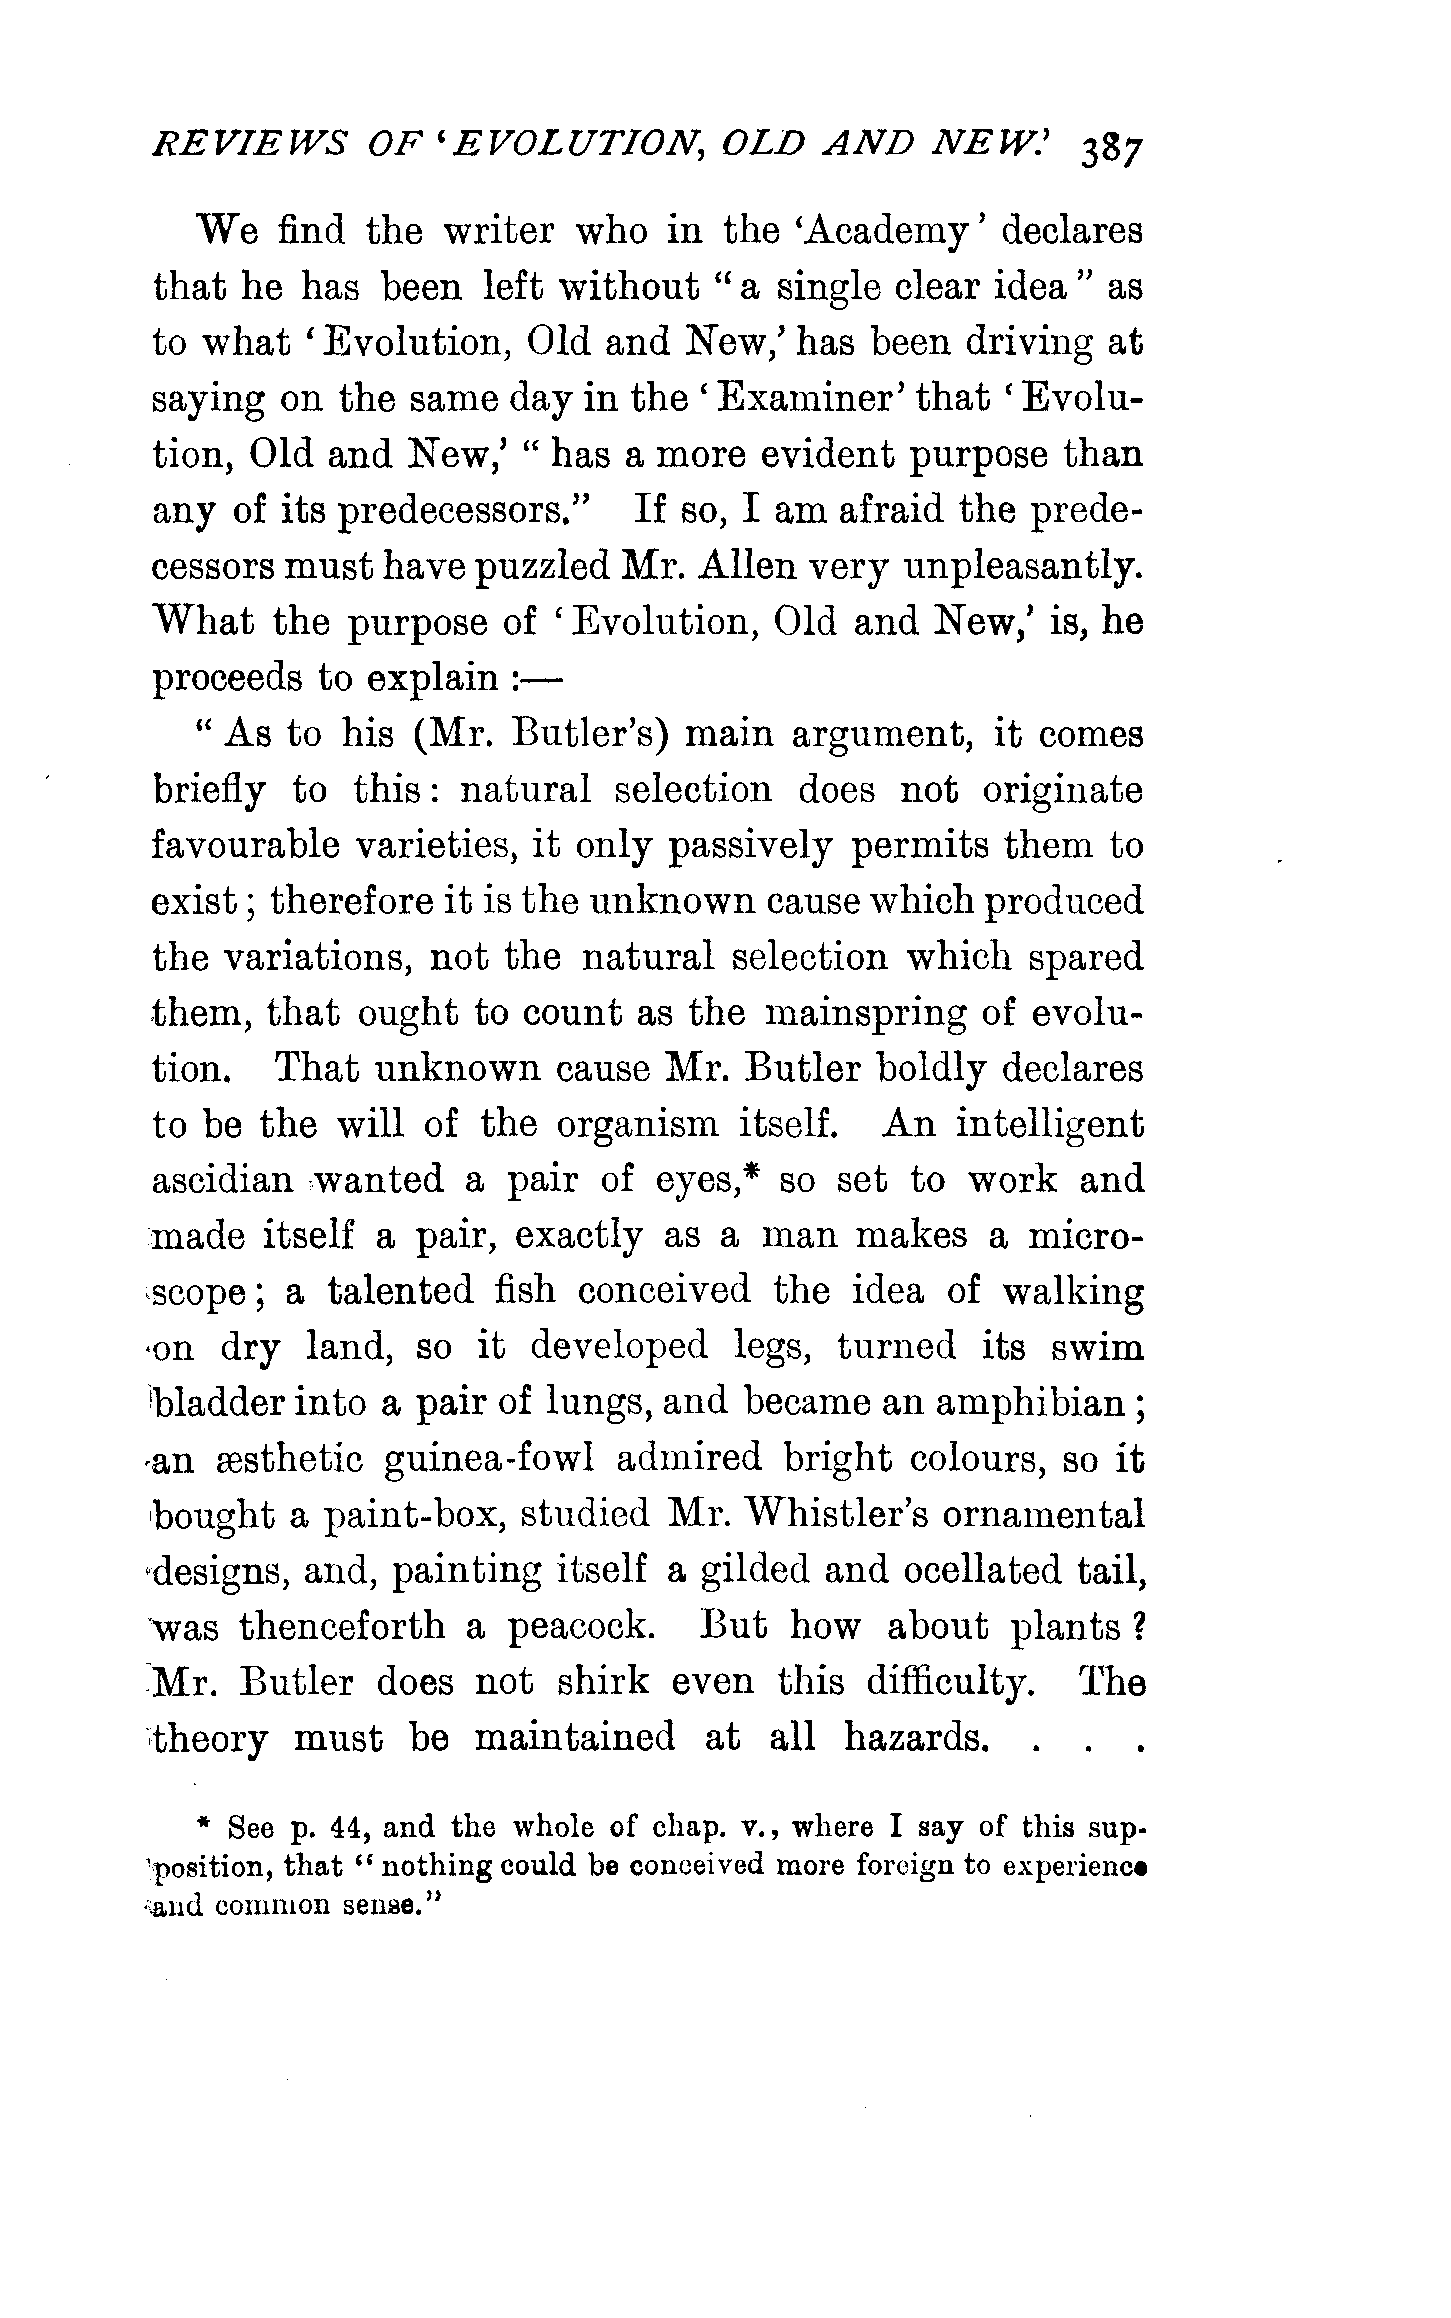 REVIEWS OF 'EVOLUTION, OLD AND NEW.' 387
We find the writer who in the 'Academy' declares
that he has been left without "a single clear idea" as
to what 'Evolution, Old and New,' has been driving at
saying on the same day in the 'Examiner' that 'Evolu-
tion, Old and New,' "has a more evident purpose than
any of its predecessors." If so, I am afraid the prede-
cessors must have puzzled Mr. Allen very unpleasantly.
What the purpose of 'Evolution, Old and New,' is, he
proceeds to explain :—
"As to his (Mr. Butler's) main argument, it comes
briefly to this: natural selection does not originate
favourable varieties, it only passively permits them to
exist; therefore it is the unknown cause which produced
the variations, not the natural selection which spared
them, that ought to count as the mainspring of evolu-
tion. That unknown cause Mr. Butler boldly declares
to be the will of the organism itself. An intelligent
ascidian wanted a pair of eyes,* so set to work and
made itself a pair, exactly as a man makes a micro-
scope; a talented fish conceived the idea of walking
on dry land, so it developed legs, turned its swim
bladder into a pair of lungs, and became an amphibian;
an æsthetic guinea-fowl admired bright colours, so it
bought a paint-box, studied Mr. Whistler's ornamental
designs, and, painting itself a gilded and ocellated tail,
was thenceforth a peacock. But how about plants?
Mr. Butler does not shirk even this difficulty. The
theory must be maintained at all hazards. . . .
* See p. 44, and the whole of chap. v., where I say of this sup-
position, that "nothing could be conceived more foreign to experience
and common sense."